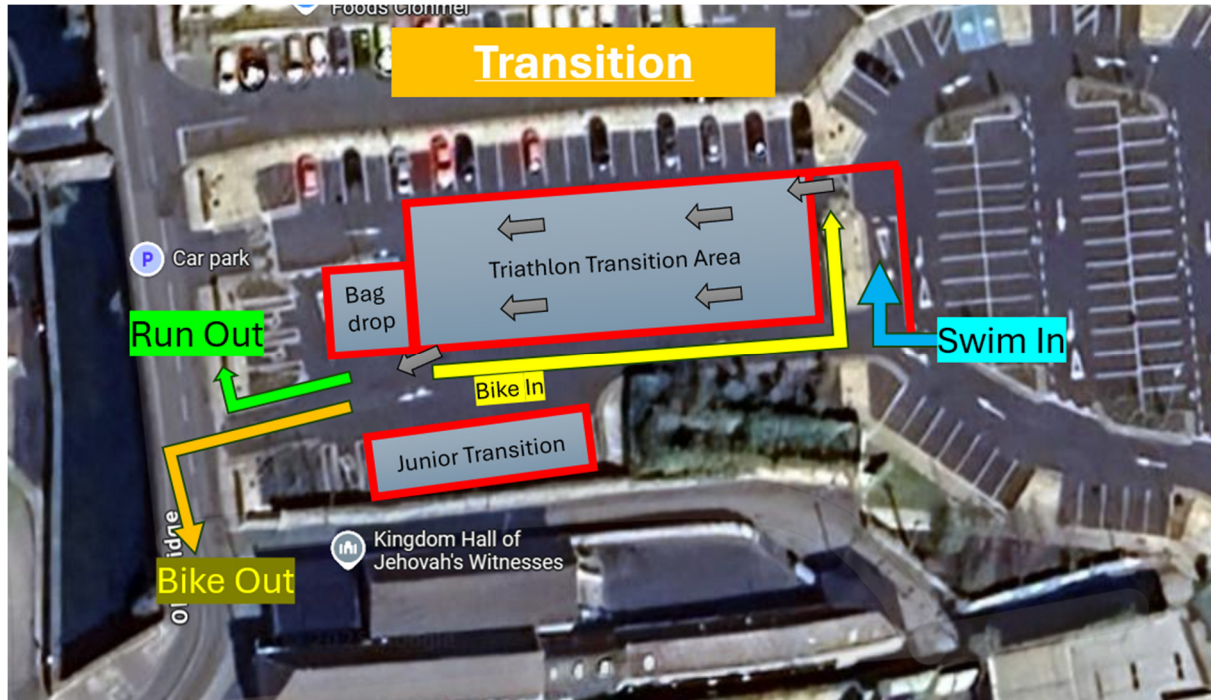 Foods Clonmel
Transition
Triathlon Transition Area
P
Car park
Bag
drop
Run Out
Swim In
Bike In
Junior Transition
Kingdom Hall of
Jehovah's Witnesses
Bike Out